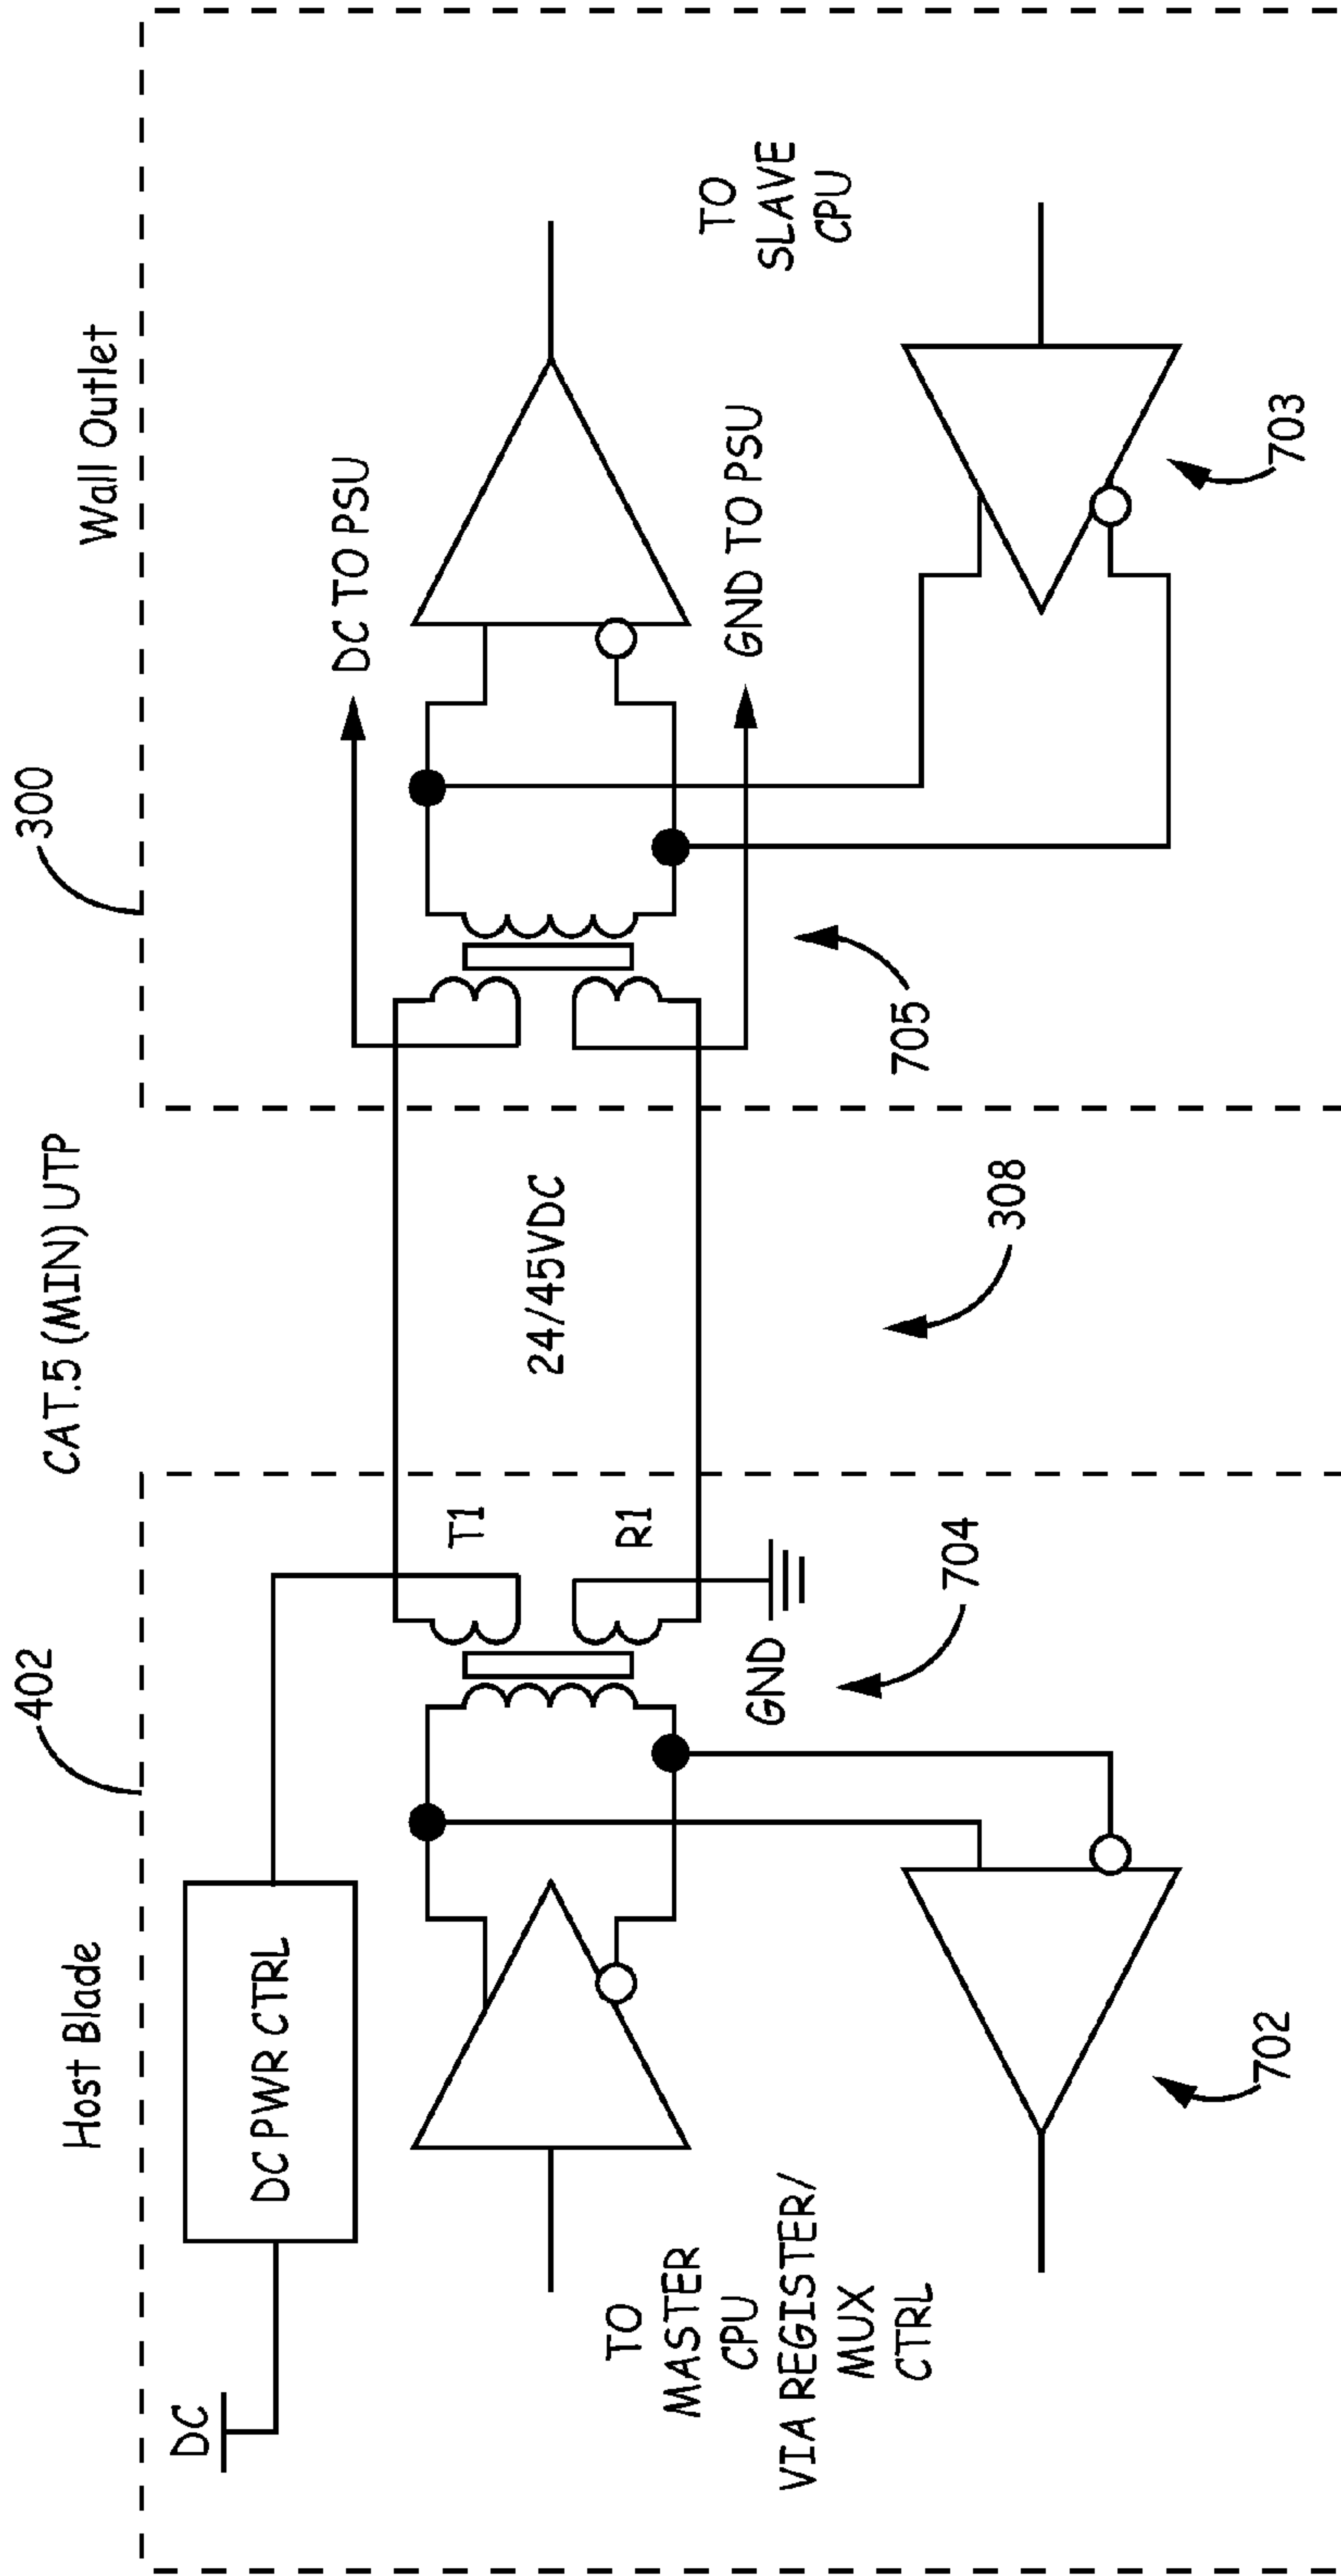 402
CAT.5 (MIN) UTP
300
Host Blade
Wall Outlet
DC
DC PWR CTRL
DC TO PSU
T1
R1
24/45VDC
TO
MASTER
CPU
VIA REGISTER/
MUX
CTRL
GND
GND TO PSU
TO
SLAVE
CPU
704
308
705
702
703